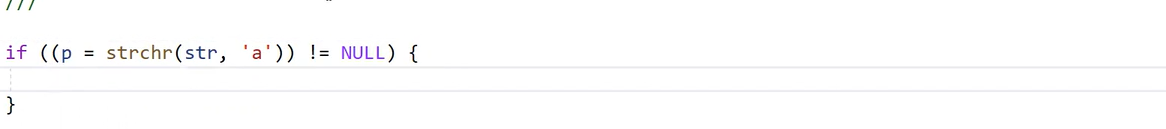 ///
if ((p = strchr(str, 'a')) != NULL) {
}